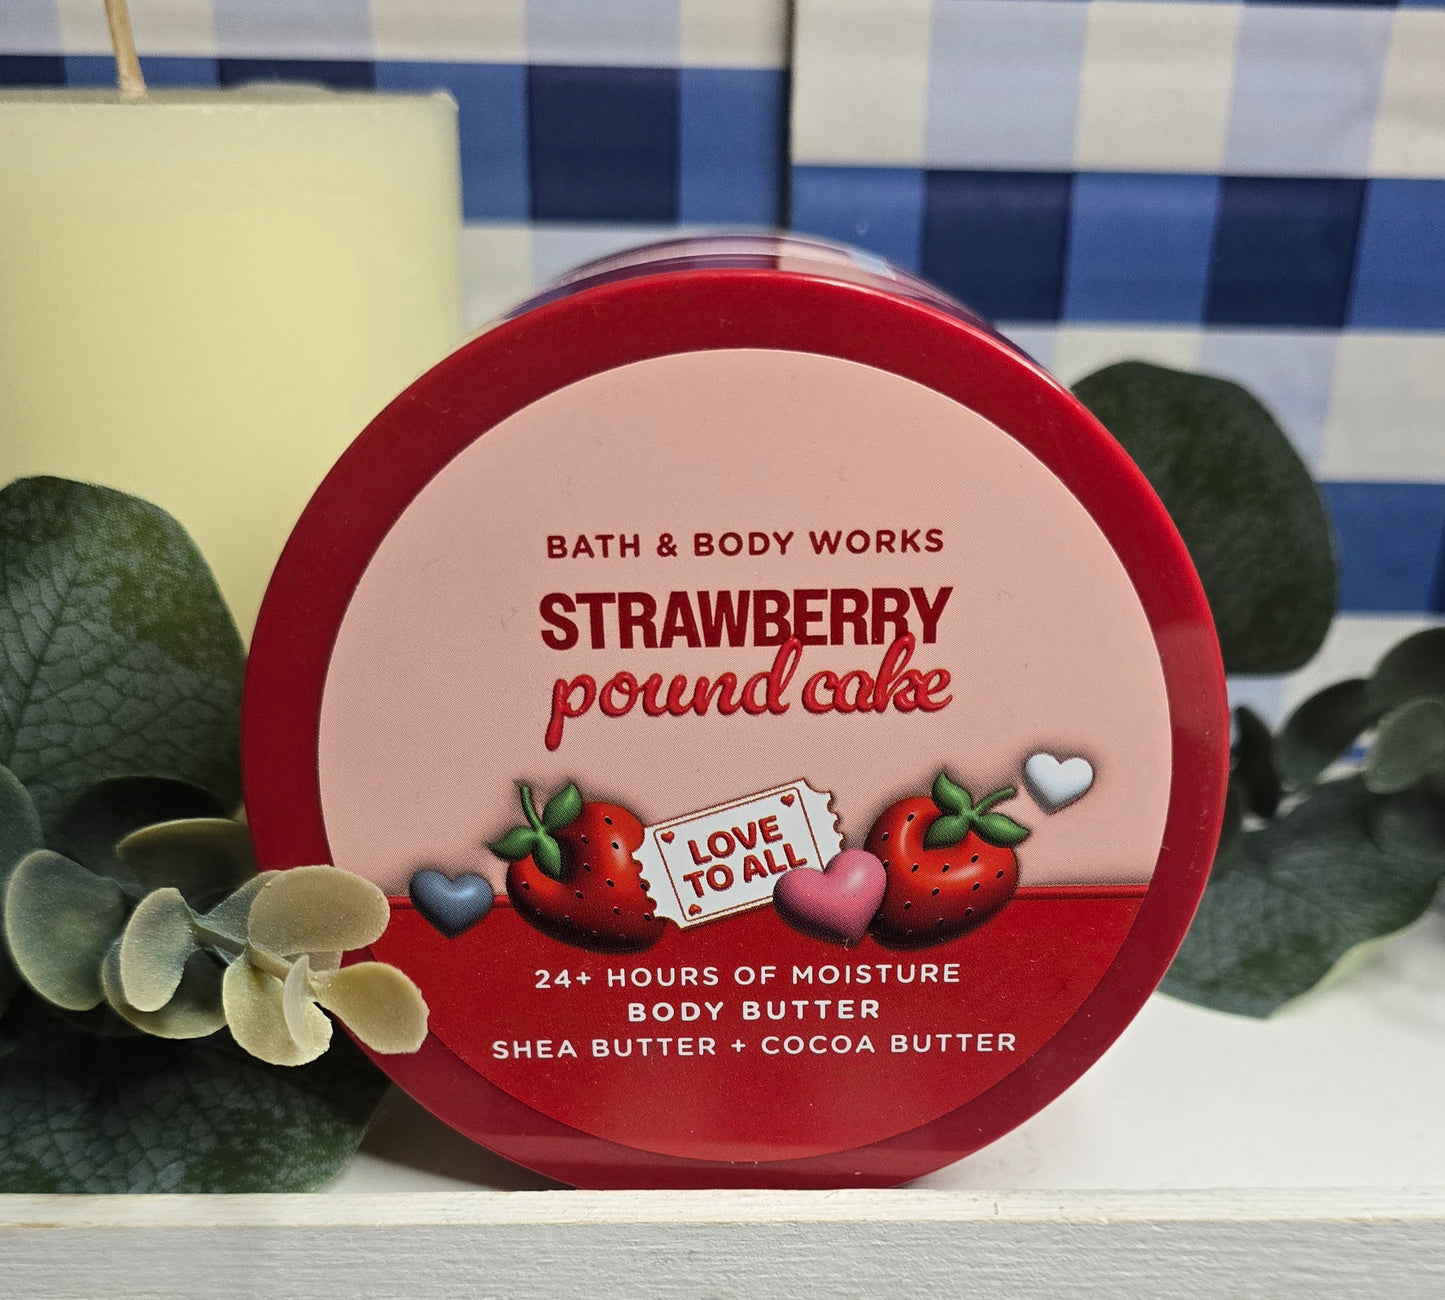 BATH & BODY WORKS
STRAWBERRY
pound cake
LOVE
TO ALL
24+ HOURS OF MOISTURE
BODY BUTTER
SHEA BUTTER + COCOA BUTTER